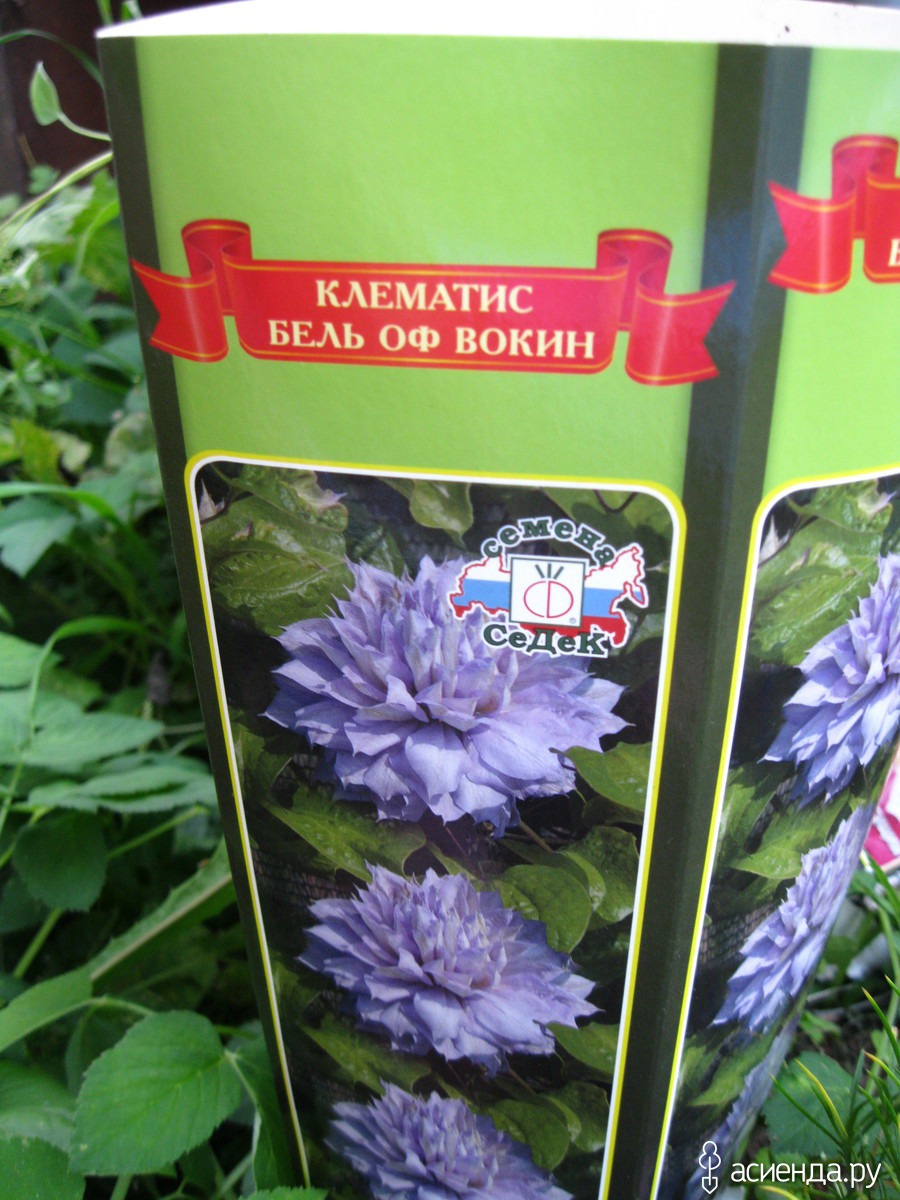 КЛЕМАТИС
БЕЛЬ ОФ ВОКИН
семена
СеДеК
асиенда.ру